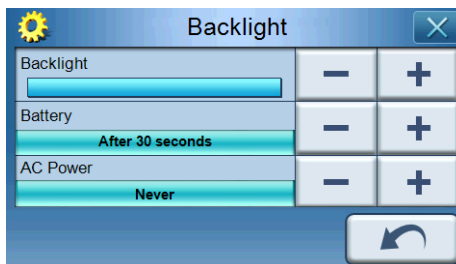 Backlight
Backlight
Battery
After 30 seconds
AC Power
Never